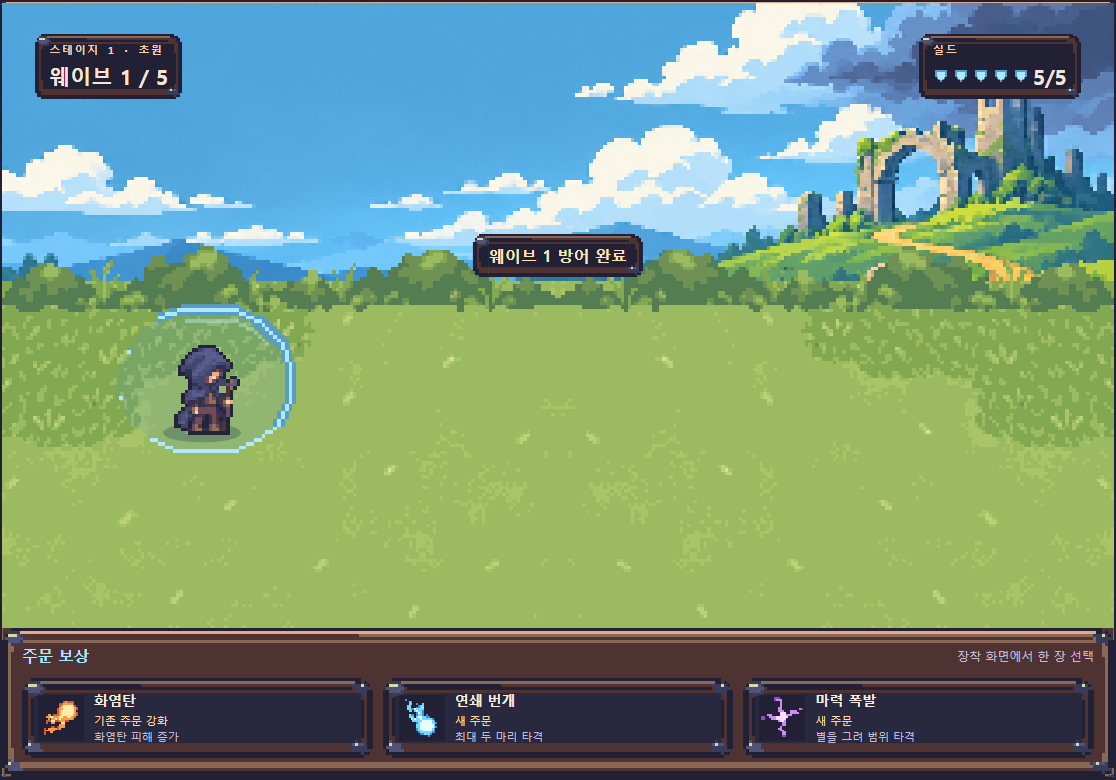 스테이지 1 · 초원
웨이브 1 / 5
실드
5/5
웨이브 1 방어 완료
주문 보상
장착 화면에서 한 장 선택
화염탄
기존 주문 강화
화염탄 피해 증가
연쇄 번개
새 주문
최대 두 마리 타격
마력 폭발
새 주문
별을 그려 범위 타격